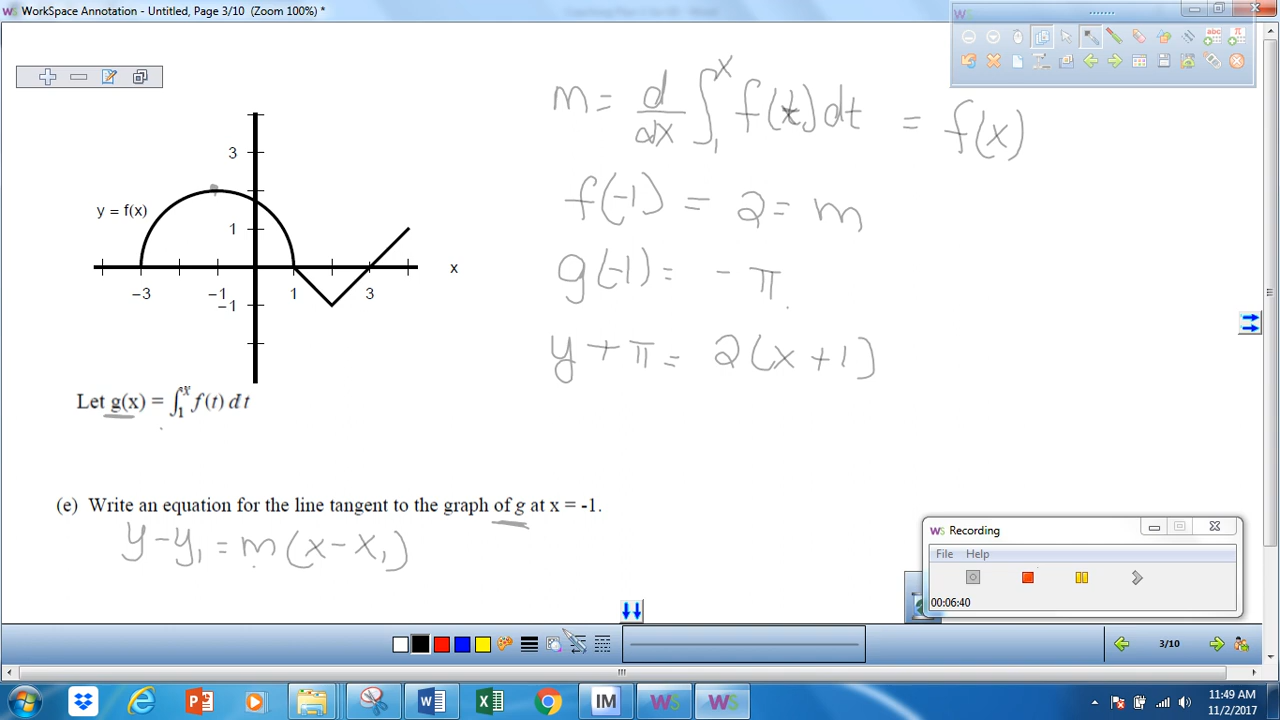 WorkSpace Annotation - Untitled, Page 3/10 (Zoom 100%) *
m = d/dx ∫₁ˣ f(t) dt = f(x)
3
y = f(x)
1
x
−3
−1
1
3
−1
f(-1) = 2 = m
g(-1) = - π
y + π = 2(x + 1)
Let g(x) = ∫₁ˣ f(t) dt
(e) Write an equation for the line tangent to the graph of g at x = -1.
y - y₁ = m (x - x₁)
Recording
File Help
00:06:40
3/10
IM
11:49 AM
11/2/2017